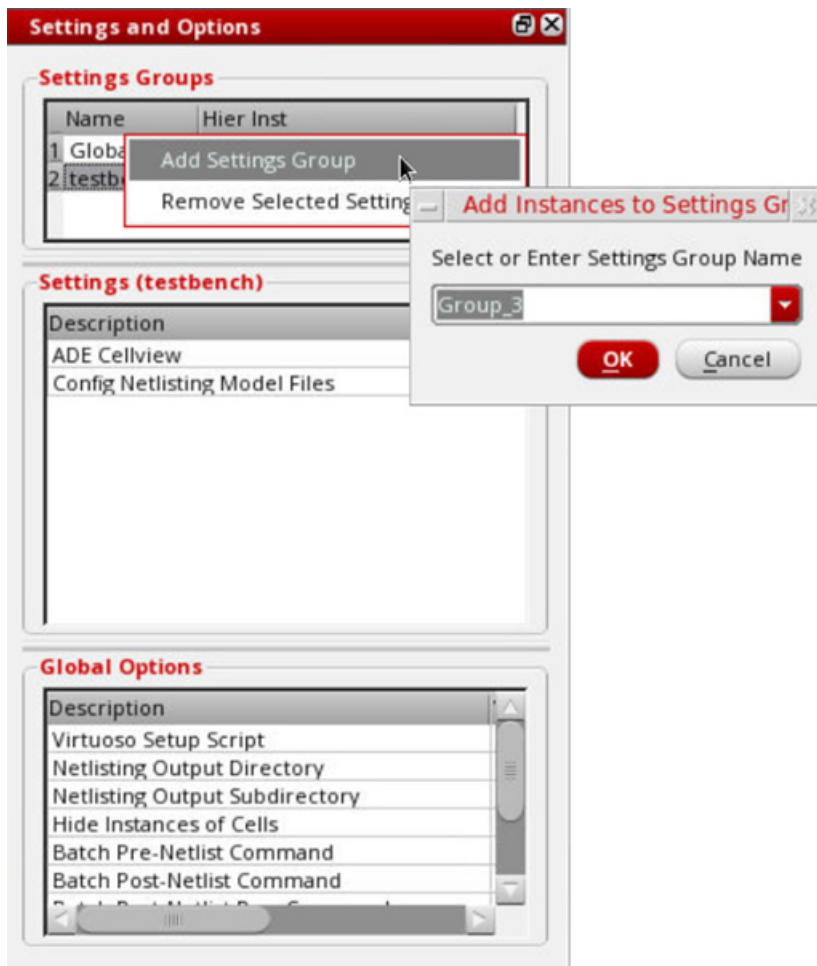 Settings and Options
Settings Groups
Name Hier Inst
1 Globa
Add Settings Group
2 testb
Remove Selected Setting
Add Instances to Settings Gr
Select or Enter Settings Group Name
Group_3
OK Cancel
Settings (testbench)
Description
ADE Cellview
Config Netlisting Model Files
Global Options
Description
Virtuoso Setup Script
Netlisting Output Directory
Netlisting Output Subdirectory
Hide Instances of Cells
Batch Pre-Netlist Command
Batch Post-Netlist Command